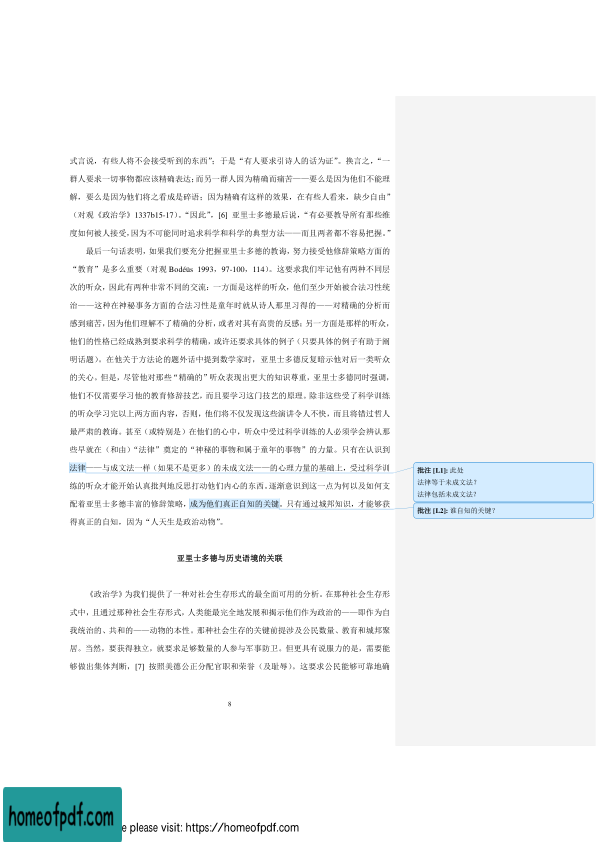 式言说，有些人将不会接受听到的东西”；于是“有人要求引诗人的话为证”。换言之，“一
群人要求一切事物都应该精确表达；而另一群人因为精确而痛苦——要么是因为他们不能理
解，要么是因为他们将之看成是碎语；因为精确有这样的效果，在有些人看来，缺少自由”
（对观《政治学》1337b15-17）。“因此”，[6] 亚里士多德最后说，“有必要教导所有那些维
度如何被人接受，因为不可能同时追求科学和科学的典型方法——而且两者都不容易把握。”
最后一句话表明，如果我们要充分把握亚里士多德的教诲，努力接受他修辞策略方面的
“教育”是多么重要（对观 Bodéüs 1993，97-100，114）。这要求我们牢记他有两种不同层
次的听众，因此有两种非常不同的交流：一方面是这样的听众，他们至少开始被合法习性统
治——这种在神秘事务方面的合法习性是童年时就从诗人那里习得的——对精确的分析而
感到痛苦，因为他们理解不了精确的分析，或者对其有高贵的反感；另一方面是那样的听众，
他们的性格已经成熟到要求科学的精确，或许还要求具体的例子（只要具体的例子有助于阐
明话题）。在他关于方法论的题外话中提到数学家时，亚里士多德反复暗示他对后一类听众
的关心。但是，尽管他对那些“精确的”听众表现出更大的知识尊重，亚里士多德同时强调，
他们不仅需要学习他的教育修辞技艺，而且要学习这门技艺的原理。除非这些受了科学训练
的听众学习完以上两方面内容，否则，他们将不仅发现这些演讲令人不快，而且将错过哲人
最严肃的教诲。甚至（或特别是）在他们的心中，听众中受过科学训练的人必须学会辨认那
些早就在（和由）“法律”奠定的“神秘的事物和属于童年的事物”的力量。只有在认识到
法律——与成文法一样（如果不是更多）的未成文法——的心理力量的基础上，受过科学训
练的听众才能开始认真批判地反思打动他们内心的东西。逐渐意识到这一点为何以及如何支
配着亚里士多德丰富的修辞策略，成为他们真正自知的关键。只有通过城邦知识，才能够获
得真正的自知，因为“人天生是政治动物”。
批注 [L1]: 此处
法律等于未成文法？
法律包括未成文法？
批注 [L2]: 谁自知的关键？
亚里士多德与历史语境的关联
《政治学》为我们提供了一种对社会生存形式的最全面可用的分析。在那种社会生存形
式中，且通过那种社会生存形式，人类能最完全地发展和揭示他们作为政治的——即作为自
我统治的、共和的——动物的本性。那种社会生存的关键前提涉及公民数量、教育和城邦聚
居。当然，要获得独立，就要求足够数量的人参与军事防卫。但更具有说服力的是，需要能
够做出集体判断，[7] 按照美德公正分配官职和荣誉（及耻辱）。这要求公民能够可靠地确
8
homeofpdf.com
e please visit: https://homeofpdf.com